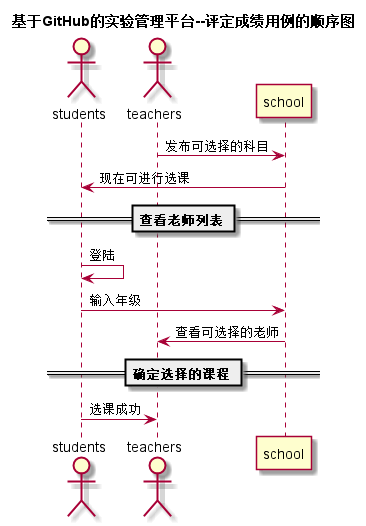 基于GitHub的实验管理平台--评定成绩用例的顺序图
students
teachers
school
发布可选择的科目
现在可进行选课
查看老师列表
登陆
输入年级
查看可选择的老师
确定选择的课程
选课成功
students
teachers
school